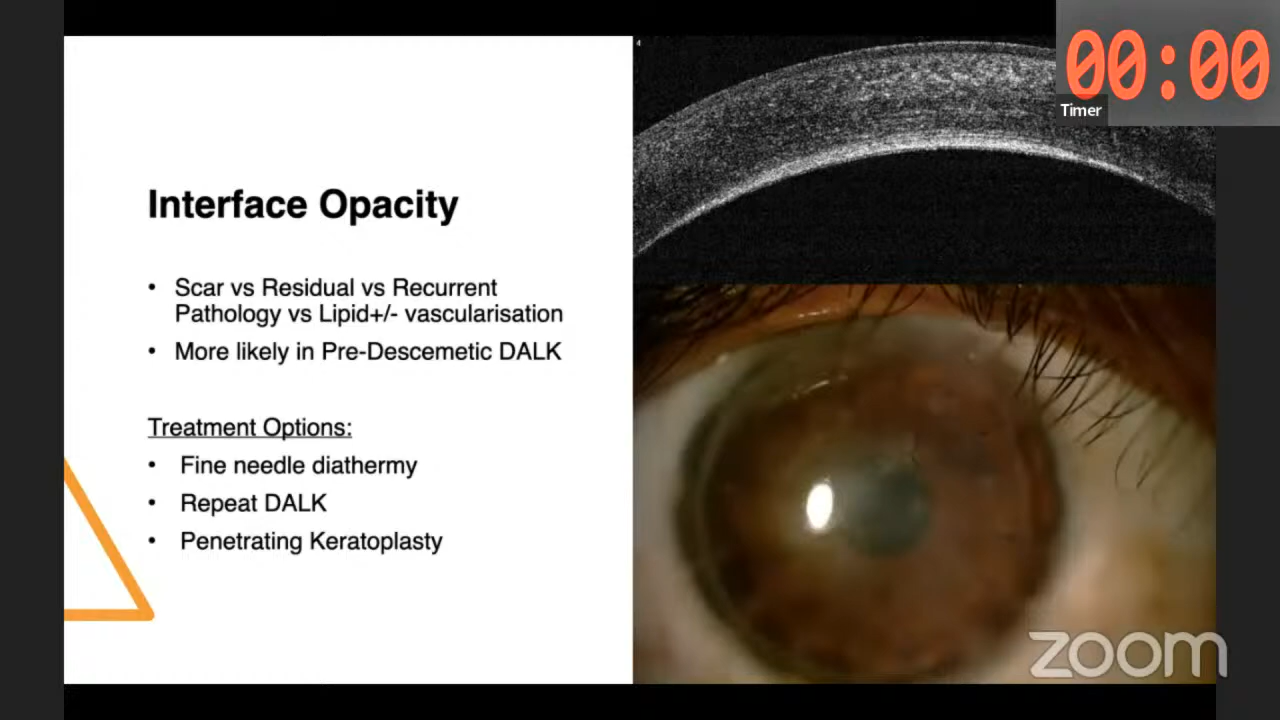 00:00
Timer
Interface Opacity
• Scar vs Residual vs Recurrent
Pathology vs Lipid+/- vascularisation
• More likely in Pre-Descemetic DALK
Treatment Options:
• Fine needle diathermy
• Repeat DALK
• Penetrating Keratoplasty
zoom